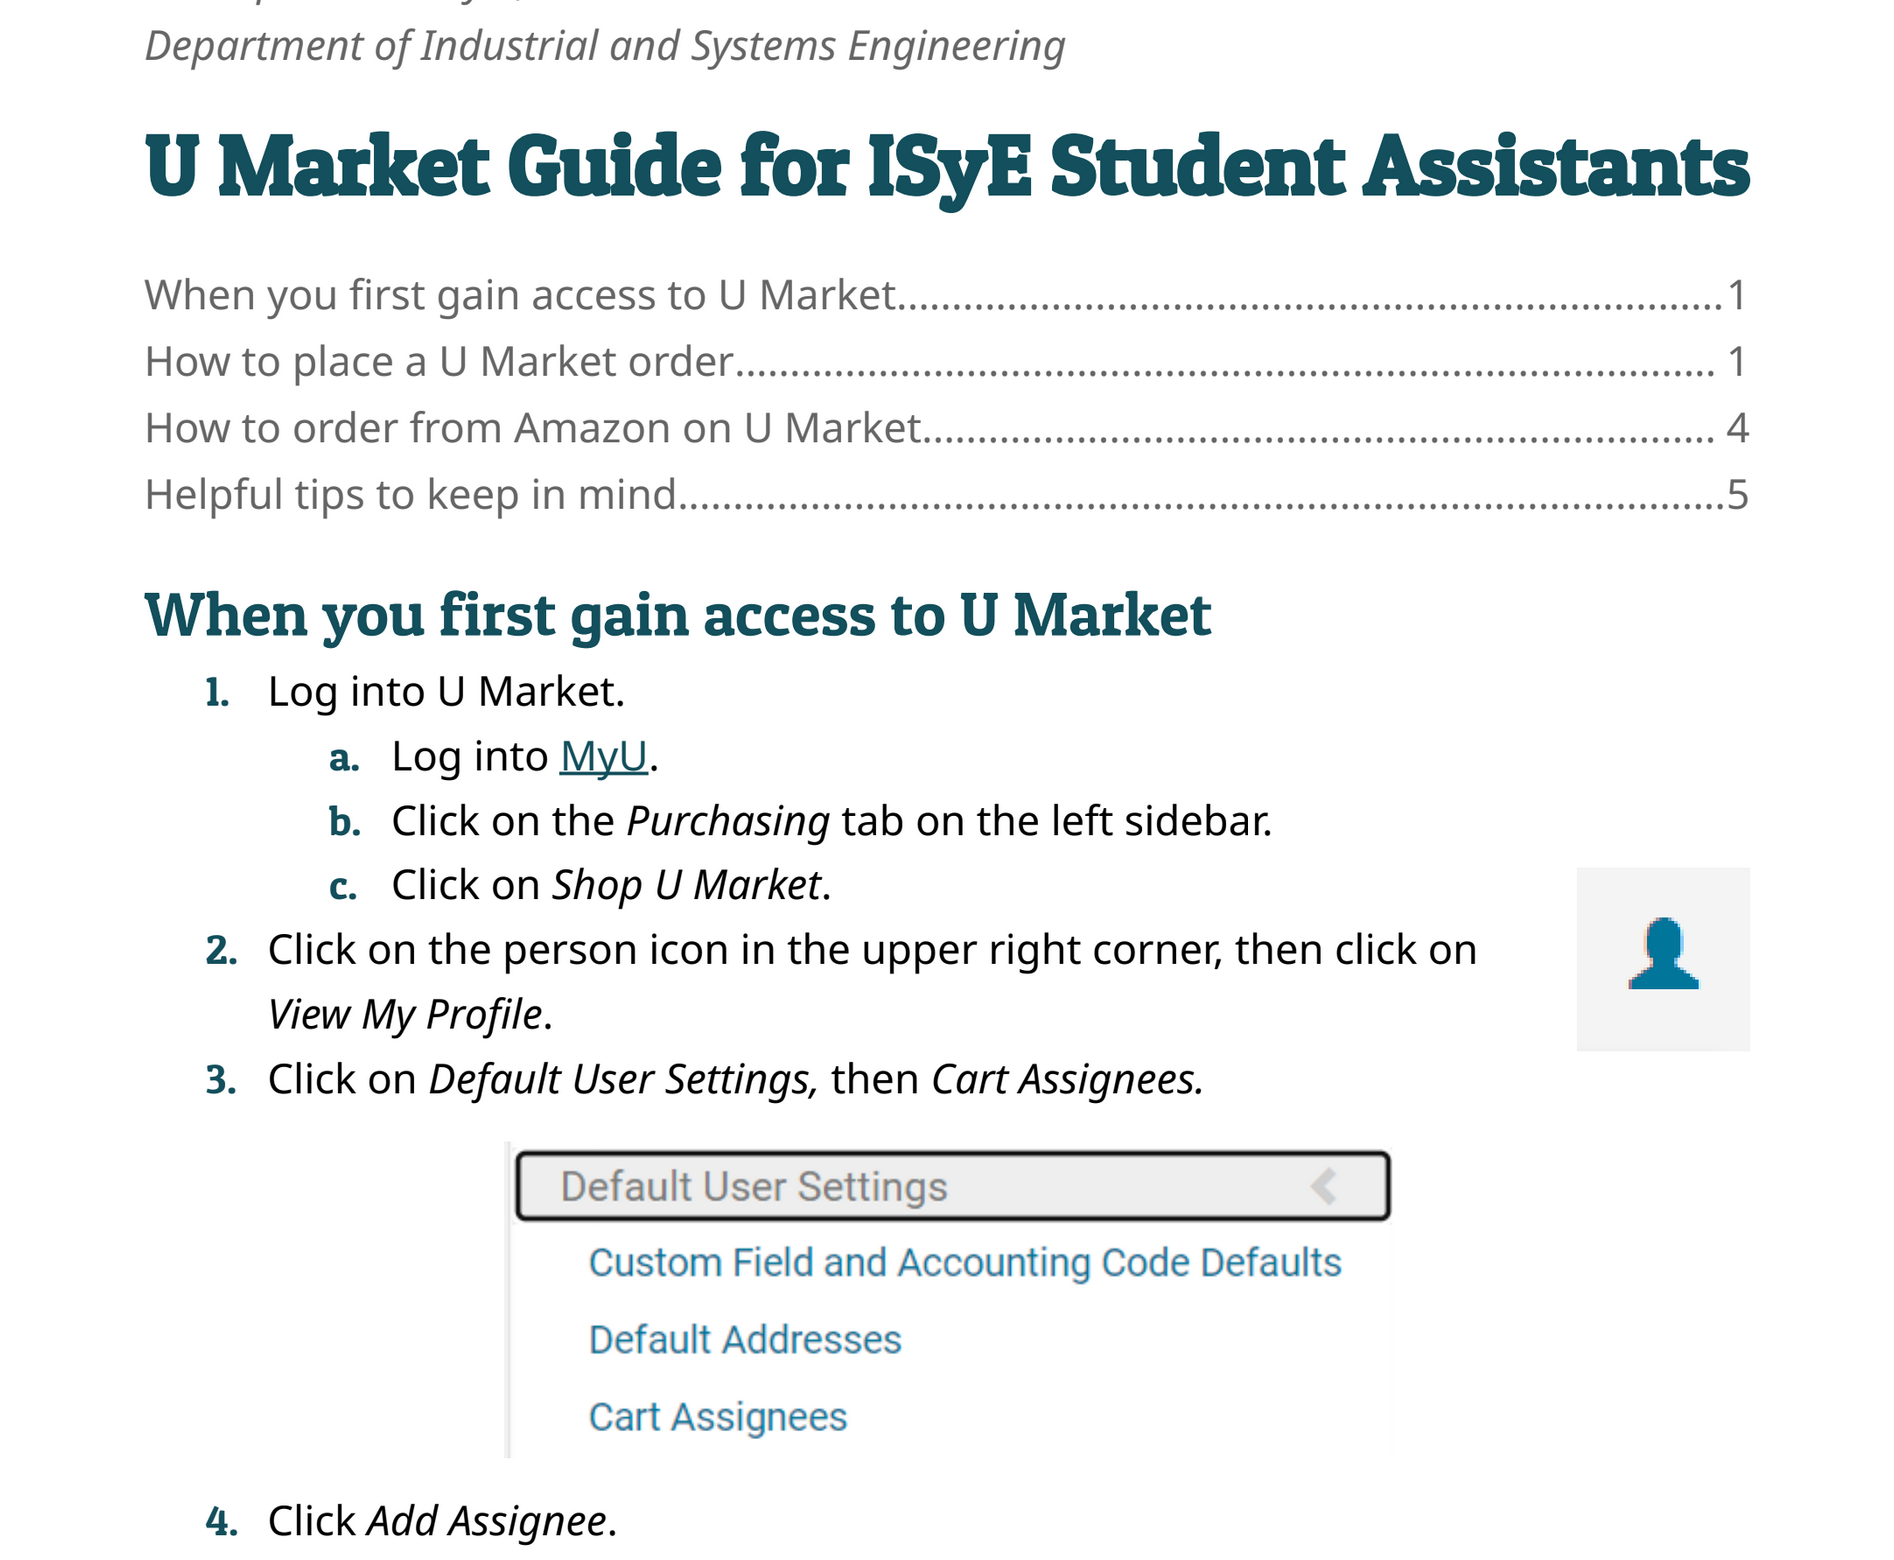 Department of Industrial and Systems Engineering
U Market Guide for ISyE Student Assistants
When you first gain access to U Market.......................................................................1
How to place a U Market order.................................................................................... 1
How to order from Amazon on U Market.................................................................... 4
Helpful tips to keep in mind.........................................................................................5
When you first gain access to U Market
1. Log into U Market.
a. Log into MyU.
b. Click on the Purchasing tab on the left sidebar.
c. Click on Shop U Market.
2. Click on the person icon in the upper right corner, then click on
View My Profile.
3. Click on Default User Settings, then Cart Assignees.
Default User Settings
Custom Field and Accounting Code Defaults
Default Addresses
Cart Assignees
4. Click Add Assignee.